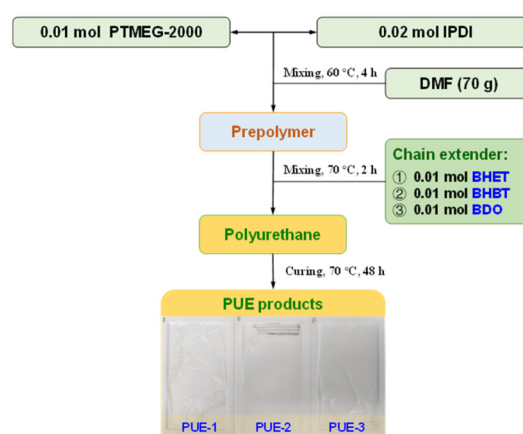 0.01 mol PTMEG-2000
0.02 mol IPDI
Mixing, 60 °C, 4 h
DMF (70 g)
Prepolymer
Mixing, 70 °C, 2 h
Chain extender:
① 0.01 mol BHET
② 0.01 mol BHBT
③ 0.01 mol BDO
Polyurethane
Curing, 70 °C, 48 h
PUE products
PUE-1
PUE-2
PUE-3